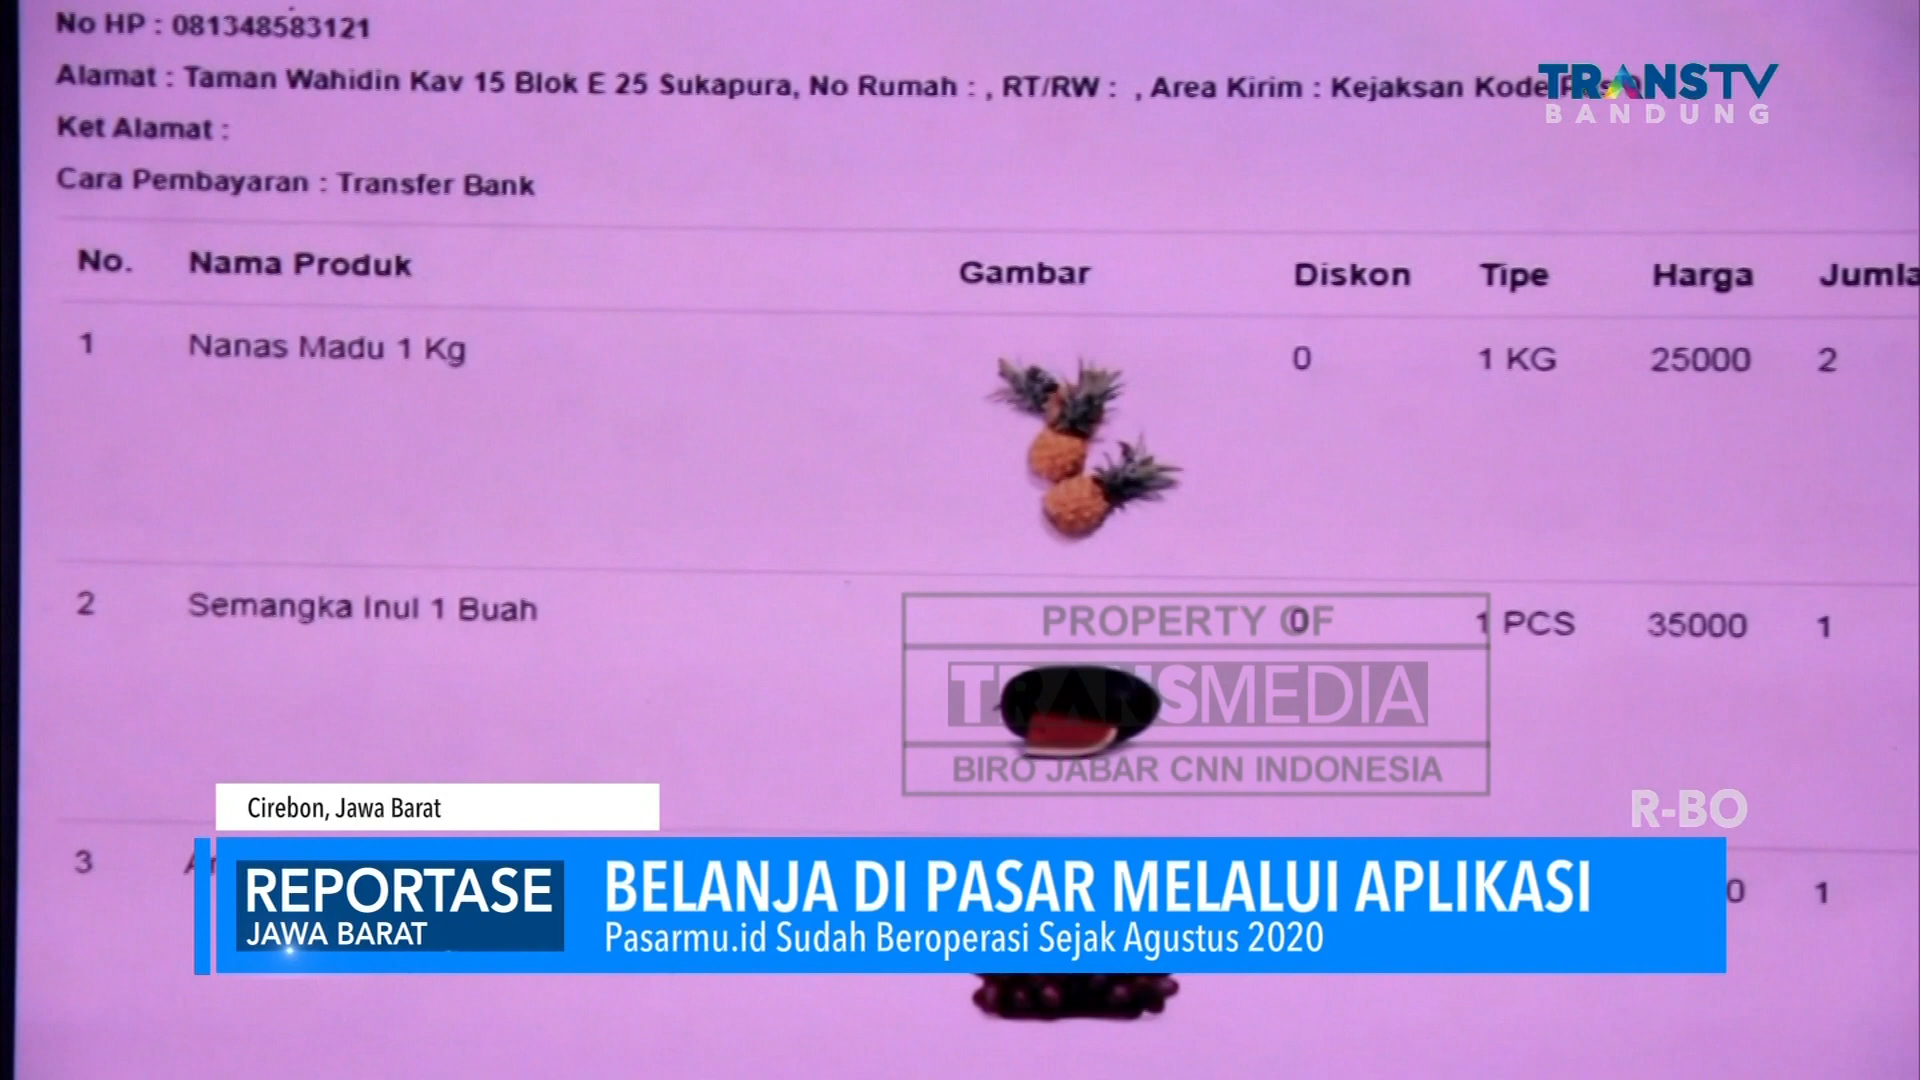 No HP : 081348583121
Alamat : Taman Wahidin Kav 15 Blok E 25 Sukapura, No Rumah : , RT/RW : , Area Kirim : Kejaksan Kode
TRANSTV
BANDUNG
Ket Alamat :
Cara Pembayaran : Transfer Bank
No. Nama Produk Gambar Diskon Tipe Harga Jumla
1 Nanas Madu 1 Kg 0 1 KG 25000 2
2 Semangka Inul 1 Buah 0 1 PCS 35000 1
PROPERTY OF
TRANSMEDIA
BIRO JABAR CNN INDONESIA
R-BO
Cirebon, Jawa Barat
3 1
REPORTASE
JAWA BARAT
BELANJA DI PASAR MELALUI APLIKASI
Pasarmu.id Sudah Beroperasi Sejak Agustus 2020